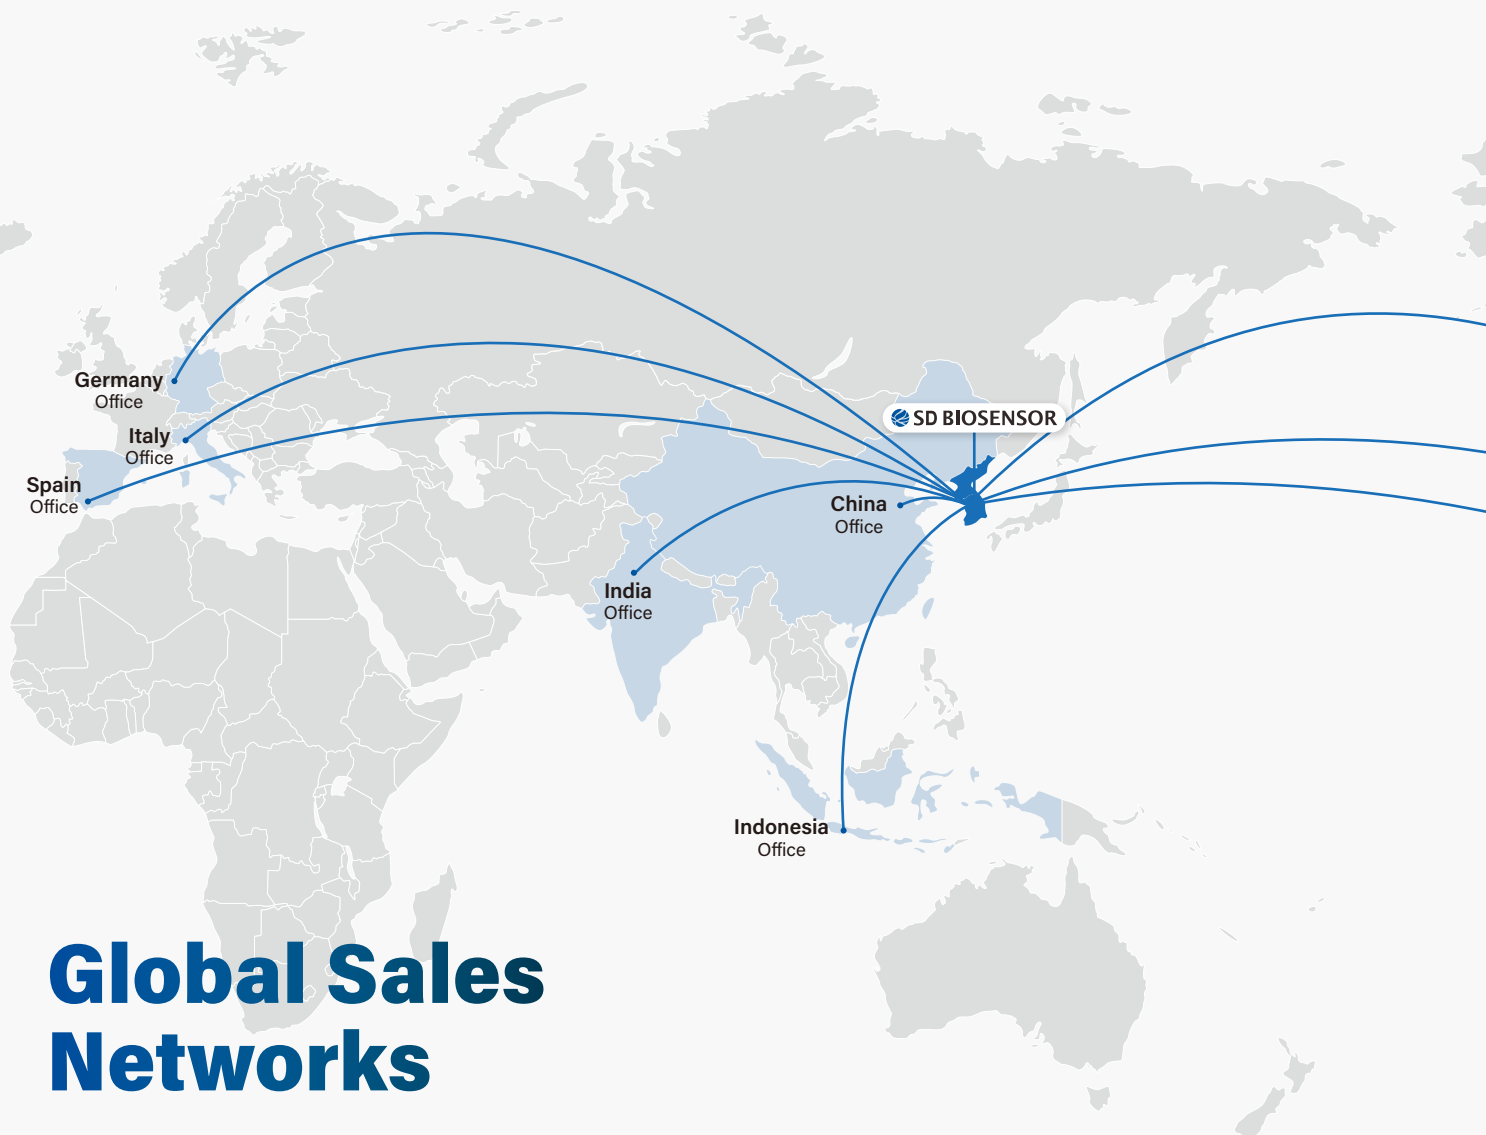 Germany
Office
Italy
Office
Spain
Office
SD BIOSENSOR
China
Office
India
Office
Indonesia
Office
Global Sales
Networks